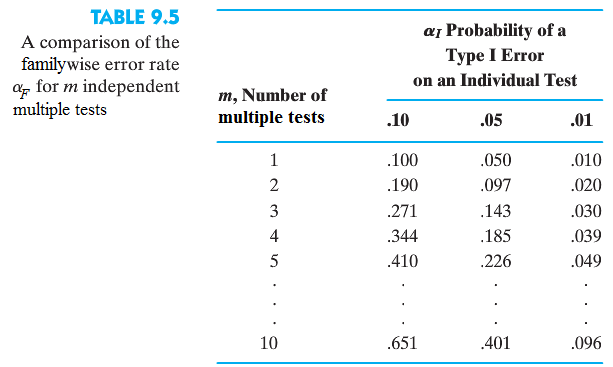 TABLE 9.5
A comparison of the
familywise error rate
αF for m independent
multiple tests
αI Probability of a
Type I Error
on an Individual Test
m, Number of
multiple tests
.10 .05 .01
1 .100 .050 .010
2 .190 .097 .020
3 .271 .143 .030
4 .344 .185 .039
5 .410 .226 .049
. . . .
. . . .
. . . .
10 .651 .401 .096